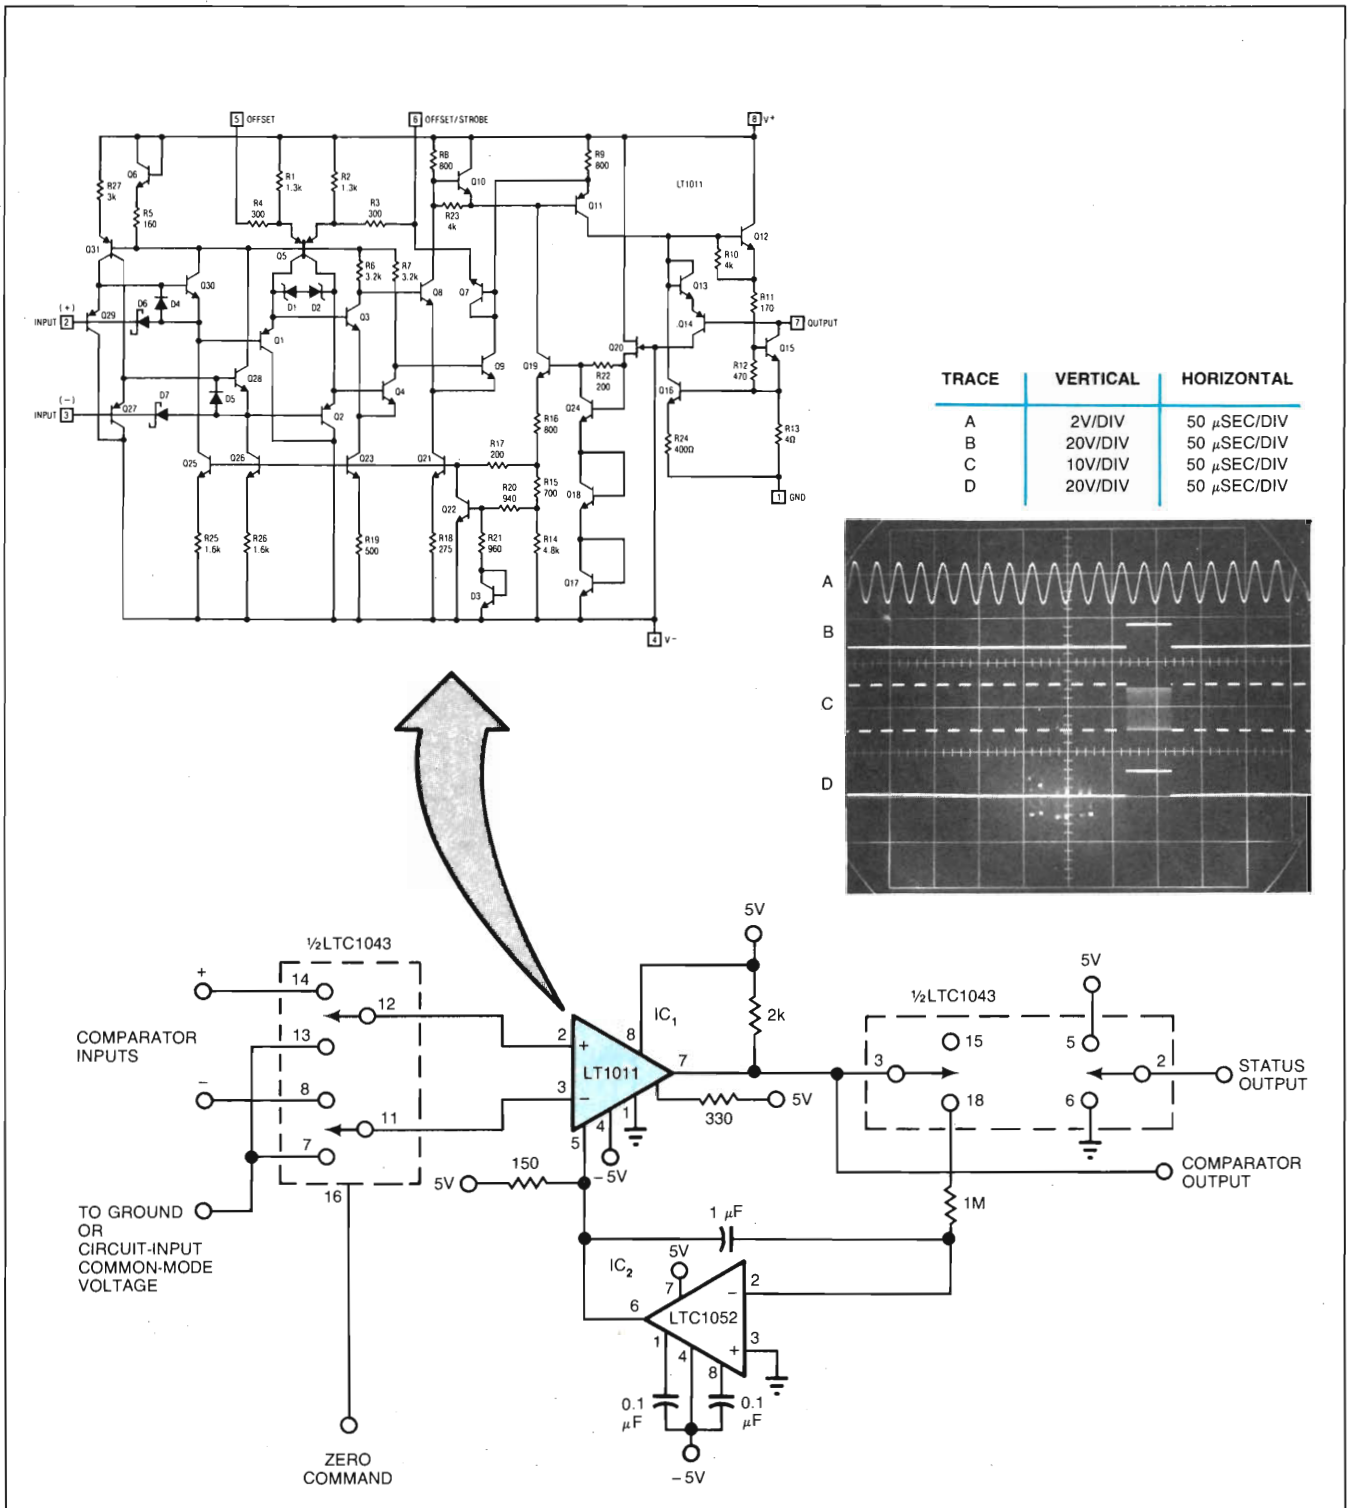 5 OFFSET
6 OFFSET/STROBE
8 V+
LT1011
Q6
R27
3k
R5
160
R1
1.3k
R2
1.3k
R4
300
R3
300
R8
800
Q10
R23
4k
R9
800
Q11
Q12
R10
4k
Q31
Q5
R6
3.2k
R7
3.2k
Q30
D6
D4
D1
D2
Q3
Q8
Q7
Q13
R11
170
(+)
INPUT 2
Q29
Q1
Q14
7 OUTPUT
Q15
Q20
R12
470
Q28
D5
D7
Q4
Q9
Q19
R22
200
Q16
(−)
INPUT 3
Q27
Q2
Q24
R16
800
R13
4Ω
R24
400Ω
Q25
Q26
Q23
Q21
R17
200
R15
700
R20
940
Q22
Q18
1 GND
R25
1.6k
R26
1.6k
R19
500
R18
275
R21
960
R14
4.8k
D3
Q17
4 V−
TRACE VERTICAL HORIZONTAL
A 2V/DIV 50 µSEC/DIV
B 20V/DIV 50 µSEC/DIV
C 10V/DIV 50 µSEC/DIV
D 20V/DIV 50 µSEC/DIV
A
B
C
D
½LTC1043
+
14
12
COMPARATOR
INPUTS
13
−
8
11
7
16
TO GROUND
OR
CIRCUIT-INPUT
COMMON-MODE
VOLTAGE
ZERO
COMMAND
5V
IC1
2k
2
+
8
7
LT1011
3
−
1
4
5
330
5V
−5V
5V
150
½LTC1043
5V
15
5
3
2
STATUS
OUTPUT
18
6
COMPARATOR
OUTPUT
1M
1 µF
IC2
5V
7
2
−
6
LTC1052
1
4
8
3
+
0.1
µF
0.1
µF
−5V